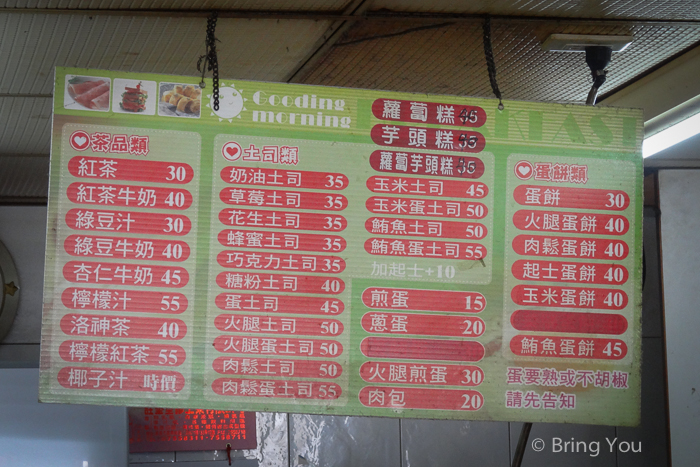 Gooding
morning
茶品類
紅茶 30
紅茶牛奶 40
綠豆汁 30
綠豆牛奶 40
杏仁牛奶 45
檸檬汁 55
洛神茶 40
檸檬紅茶 55
椰子汁 時價
土司類
奶油土司 35
草莓土司 35
花生土司 35
蜂蜜土司 35
巧克力土司 35
糖粉土司 40
蛋土司 45
火腿土司 50
火腿蛋土司 50
肉鬆土司 50
肉鬆蛋土司 55
蘿蔔糕 35
芋頭糕 35
蘿蔔芋頭糕 35
玉米土司 45
玉米蛋土司 50
鮪魚土司 50
鮪魚蛋土司 55
加起士+10
煎蛋 15
蔥蛋 20
火腿煎蛋 30
肉包 20
蛋餅類
蛋餅 30
火腿蛋餅 40
肉鬆蛋餅 40
起士蛋餅 40
玉米蛋餅 40
鮪魚蛋餅 45
蛋要熟或不胡椒
請先告知
© Bring You